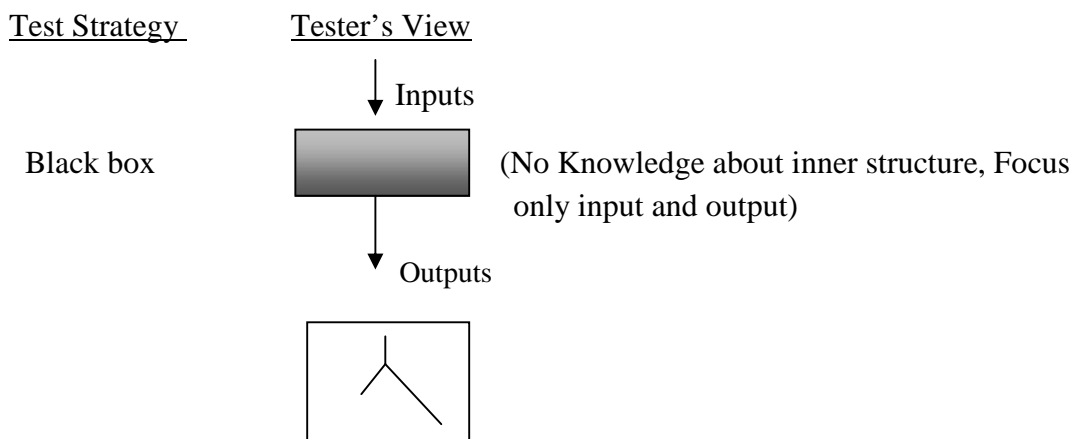 Test Strategy Tester’s View
Inputs
Black box (No Knowledge about inner structure, Focus
only input and output)
Outputs